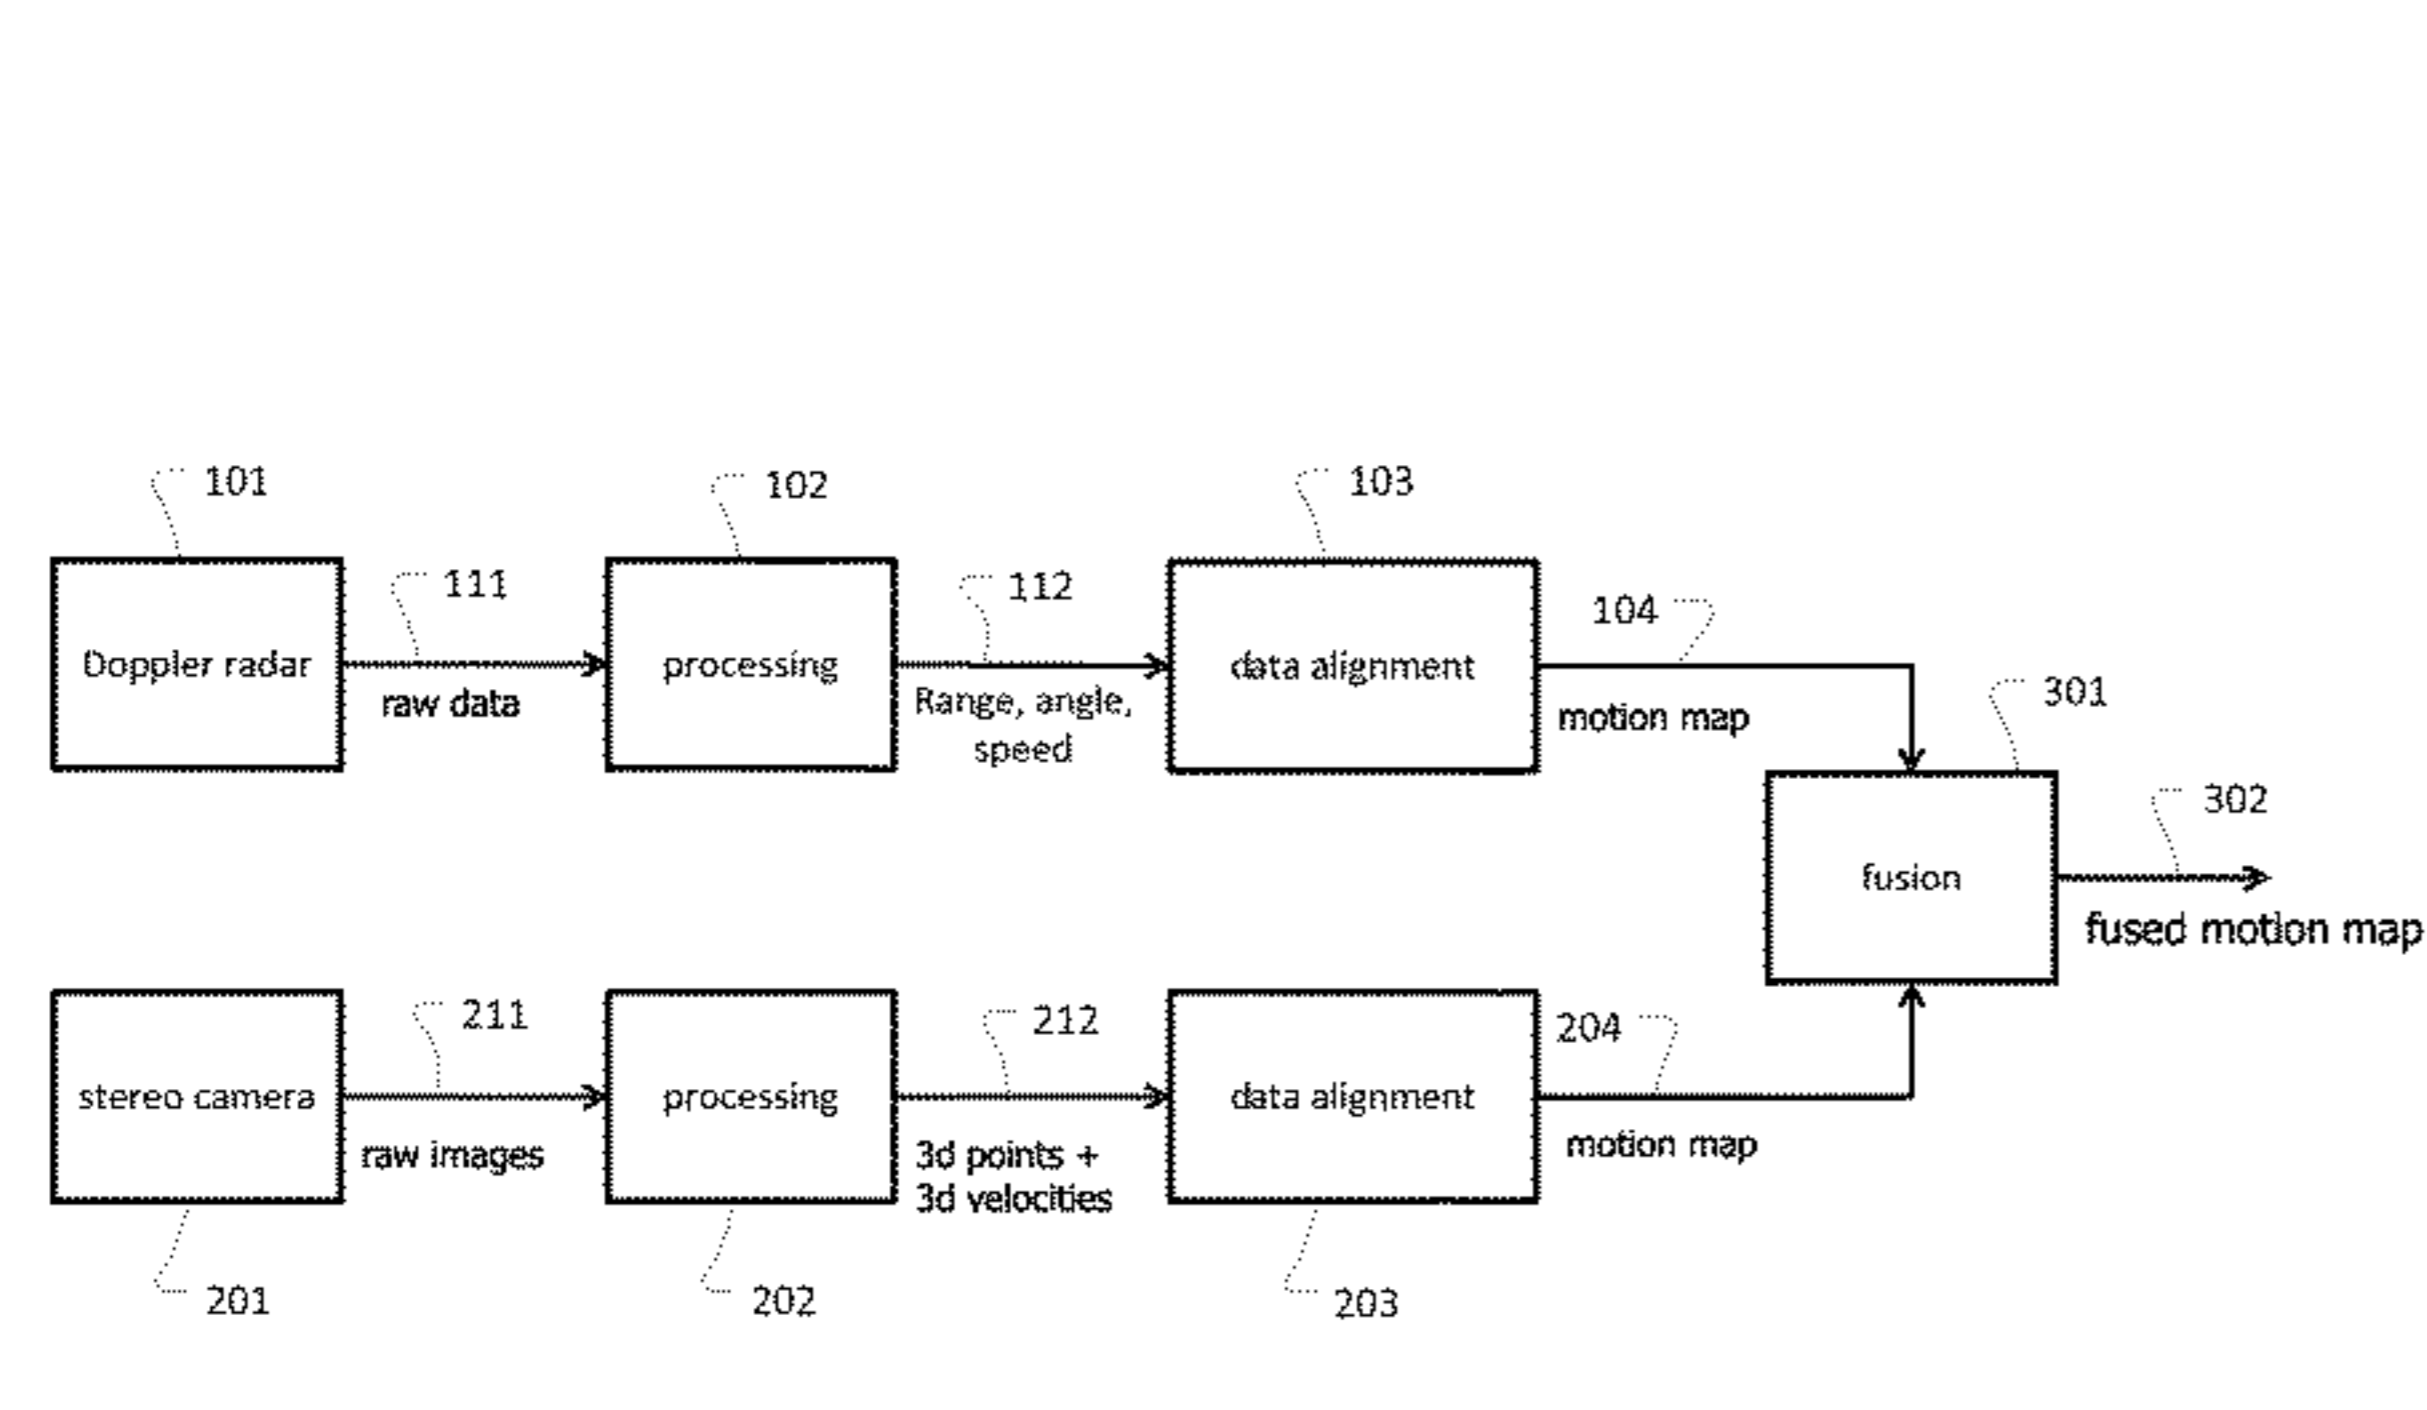 101
102
103
111
112
104
Doppler radar
processing
data alignment
raw data
Range, angle,
speed
motion map
301
302
fusion
fused motion map
211
212
204
stereo camera
processing
data alignment
raw images
3d points +
3d velocities
motion map
201
202
203